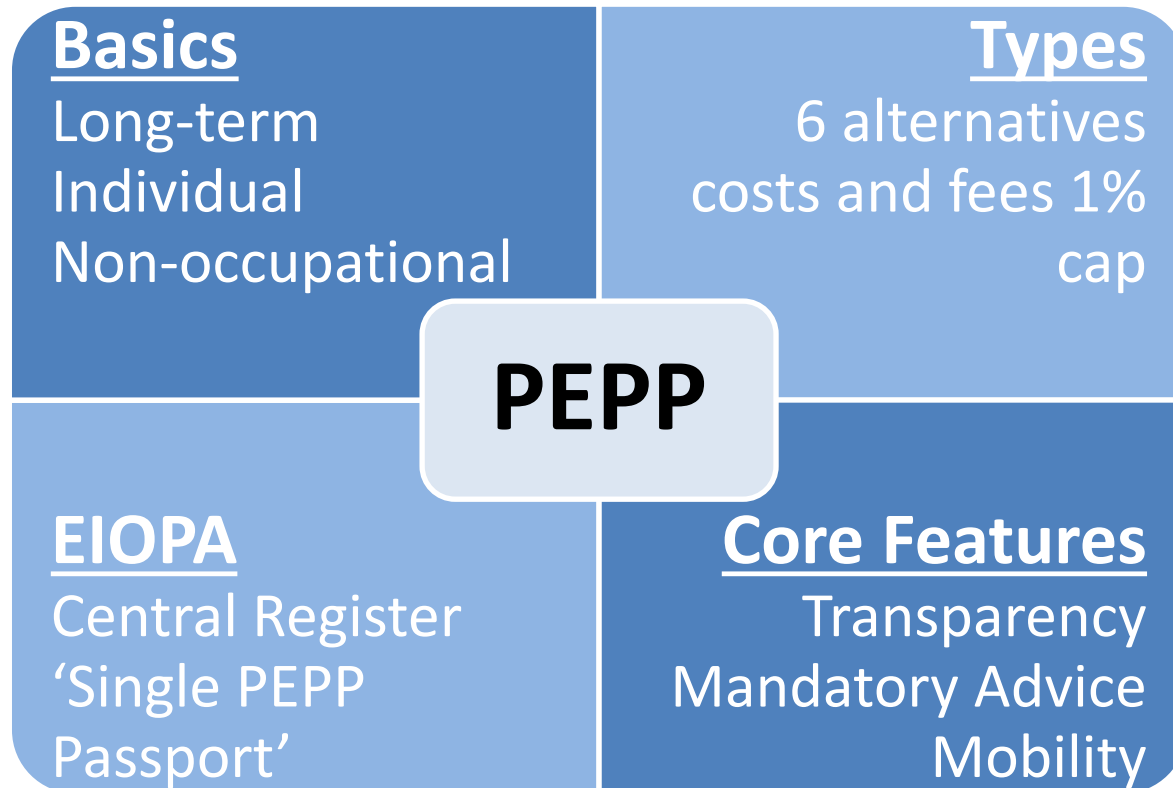 Basics
Long-term
Individual
Non-occupational
Types
6 alternatives
costs and fees 1%
cap
PEPP
EIOPA
Central Register
‘Single PEPP
Passport’
Core Features
Transparency
Mandatory Advice
Mobility